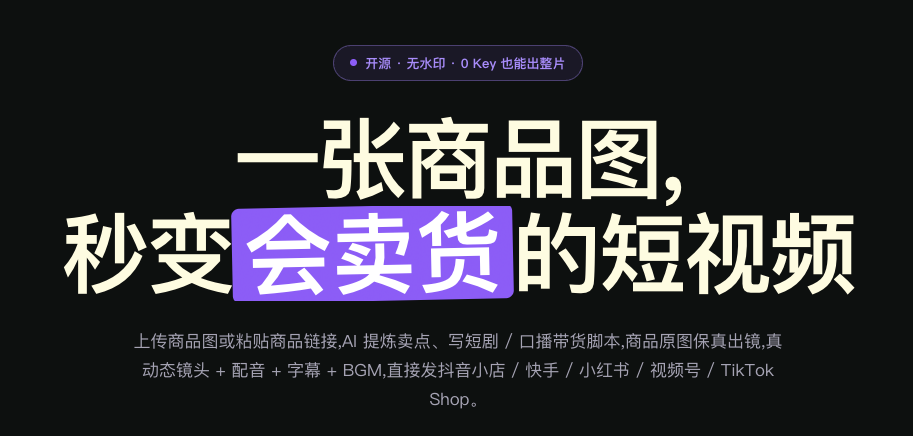 开源 · 无水印 · 0 Key 也能出整片
一张商品图,
秒变会卖货的短视频
上传商品图或粘贴商品链接,AI 提炼卖点、写短剧 / 口播带货脚本,商品原图保真出镜,真
动态镜头 + 配音 + 字幕 + BGM,直接发抖音小店 / 快手 / 小红书 / 视频号 / TikTok
Shop。